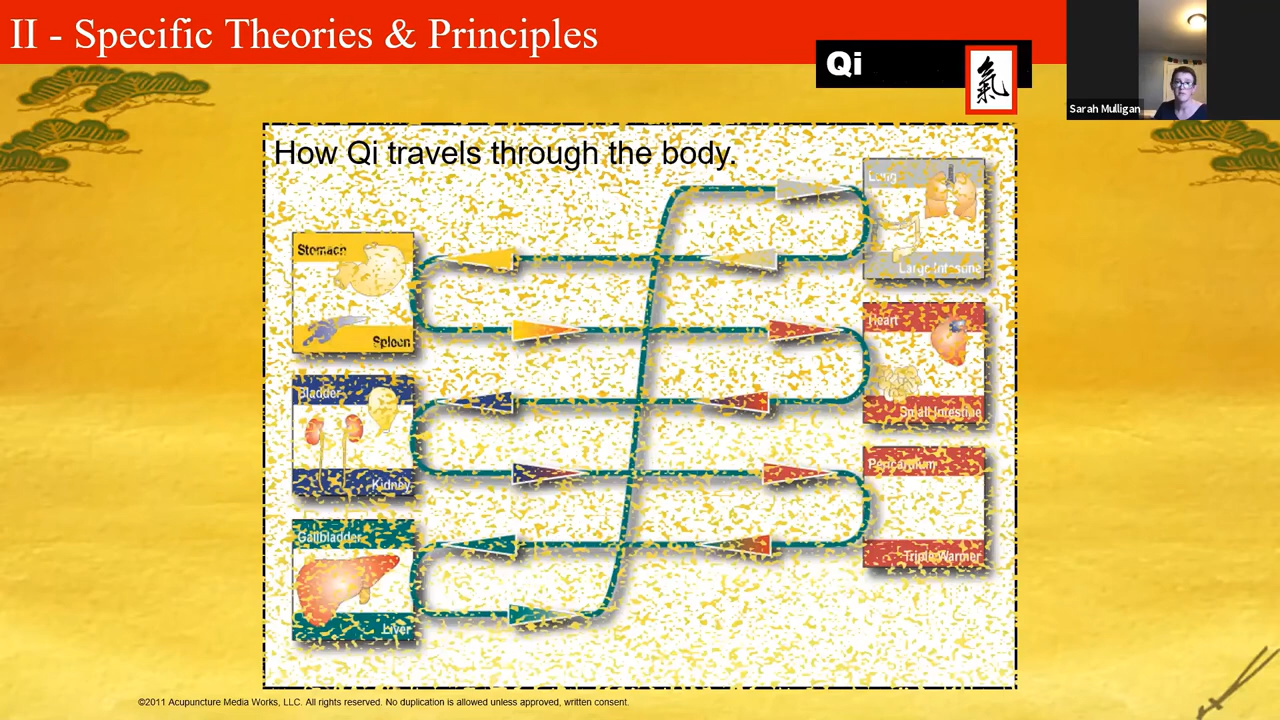 II - Specific Theories & Principles
Qi
氣
Sarah Mulligan
How Qi travels through the body.
Lung
Large Intestine
Stomach
Spleen
Heart
Small Intestine
Bladder
Kidney
Pericardium
Triple Warmer
Gallbladder
Liver
©2011 Acupuncture Media Works, LLC. All rights reserved. No duplication is allowed unless approved, written consent.